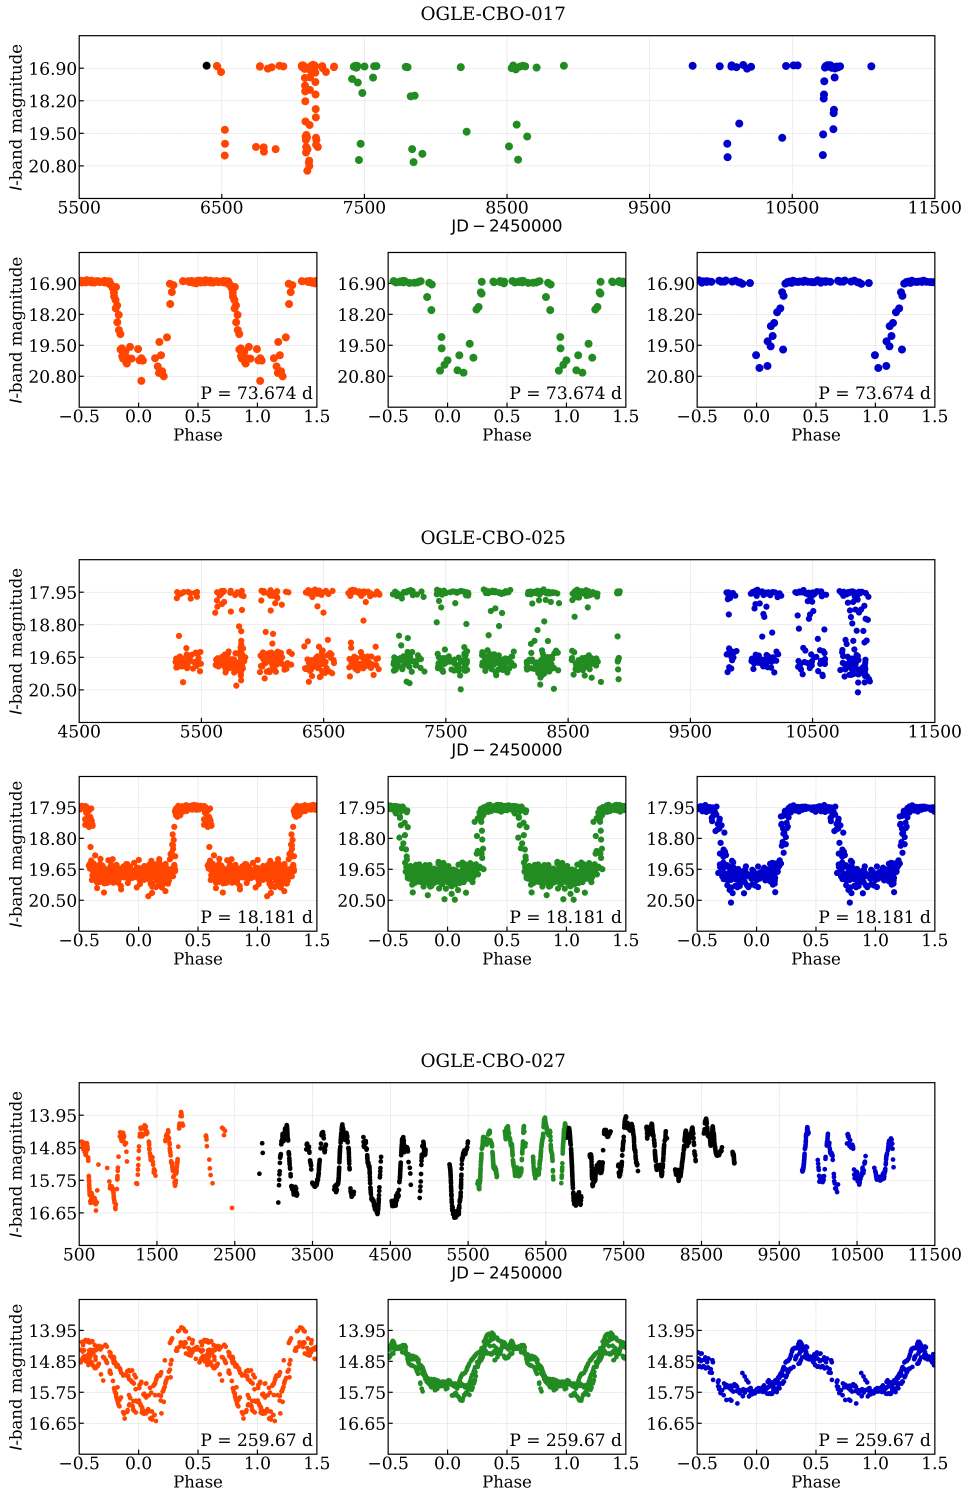 OGLE-CBO-017
I-band magnitude
16.90
18.20
19.50
20.80
5500 6500 7500 8500 9500 10500 11500
JD − 2450000
I-band magnitude
16.90 16.90 16.90
18.20 18.20 18.20
19.50 19.50 19.50
20.80 20.80 20.80
P = 73.674 d P = 73.674 d P = 73.674 d
−0.5 0.0 0.5 1.0 1.5 −0.5 0.0 0.5 1.0 1.5 −0.5 0.0 0.5 1.0 1.5
Phase Phase Phase
OGLE-CBO-025
I-band magnitude
17.95
18.80
19.65
20.50
4500 5500 6500 7500 8500 9500 10500 11500
JD − 2450000
I-band magnitude
17.95 17.95 17.95
18.80 18.80 18.80
19.65 19.65 19.65
20.50 20.50 20.50
P = 18.181 d P = 18.181 d P = 18.181 d
−0.5 0.0 0.5 1.0 1.5 −0.5 0.0 0.5 1.0 1.5 −0.5 0.0 0.5 1.0 1.5
Phase Phase Phase
OGLE-CBO-027
I-band magnitude
13.95
14.85
15.75
16.65
500 1500 2500 3500 4500 5500 6500 7500 8500 9500 10500 11500
JD − 2450000
I-band magnitude
13.95 13.95 13.95
14.85 14.85 14.85
15.75 15.75 15.75
16.65 16.65 16.65
P = 259.67 d P = 259.67 d P = 259.67 d
−0.5 0.0 0.5 1.0 1.5 −0.5 0.0 0.5 1.0 1.5 −0.5 0.0 0.5 1.0 1.5
Phase Phase Phase